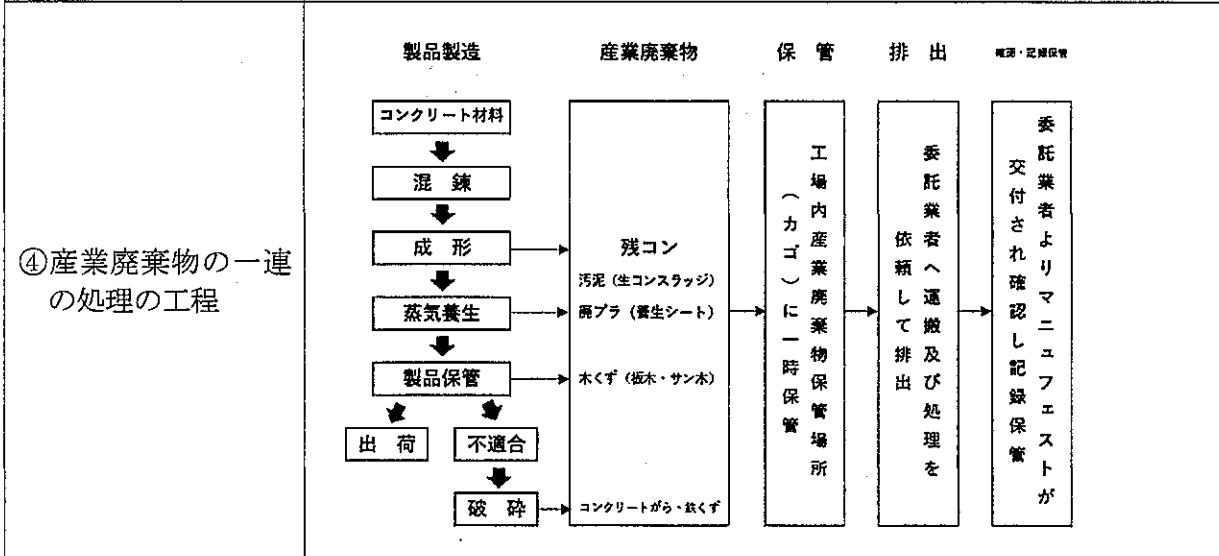 ④産業廃棄物の一連
の処理の工程
製品製造
産業廃棄物
保管
排出
確認・記録保管
コンクリート材料
混錬
成形
蒸気養生
製品保管
出荷
不適合
破砕
残コン
汚泥（生コンスラッジ）
廃プラ（養生シート）
木くず（板木・サン木）
コンクリートがら・鉄くず
工場内産業廃棄物保管場所
（カゴ）に一時保管
委託業者へ運搬及び処理を
依頼して排出
委託業者よりマニュフェストが
交付され確認し記録保管